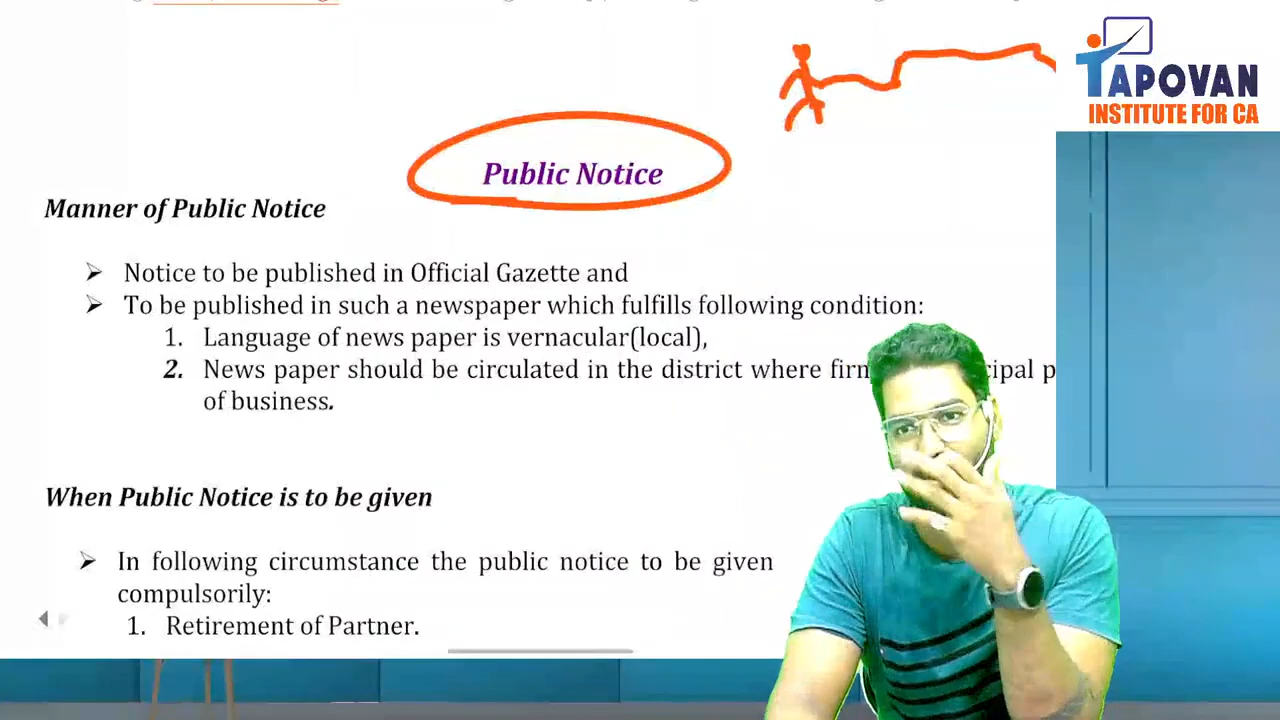 TAPOVAN
INSTITUTE FOR CA
Public Notice
Manner of Public Notice
➢ Notice to be published in Official Gazette and
➢ To be published in such a newspaper which fulfills following condition:
1. Language of news paper is vernacular(local),
2. News paper should be circulated in the district where
of business.
When Public Notice is to be given
➢ In following circumstance the public notice to be given
compulsorily:
1. Retirement of Partner.